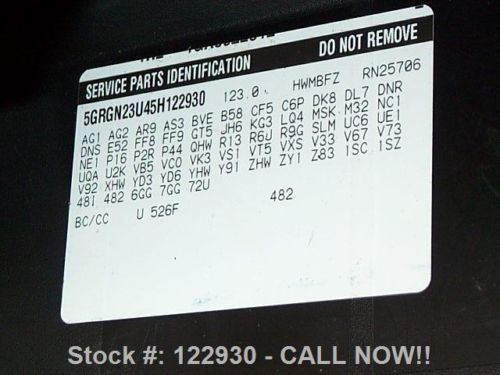 SERVICE PARTS IDENTIFICATION DO NOT REMOVE
5GRGN23U45H122930 123.0 HWMBFZ RN25706
AG1 AG2 AR9 AS3 BVE B58 CF5 C6P DK8 DL7 DNR
DNS E52 FF8 FF9 GT5 JH6 KG3 LQ4 MSK M32 NC1
NE1 P16 P2R P44 QHW R13 R6J R9G SLM UC6 UE1
UQA U2K VB5 VC0 VK3 VS1 VT5 VXS V33 V67 V73
V92 XHW YD3 YD6 YHW Y91 ZHW ZY1 Z83 1SC 1SZ
48I 482 6GG 7GG 72U
BC/CC U 526F 482
Stock #: 122930 - CALL NOW!!